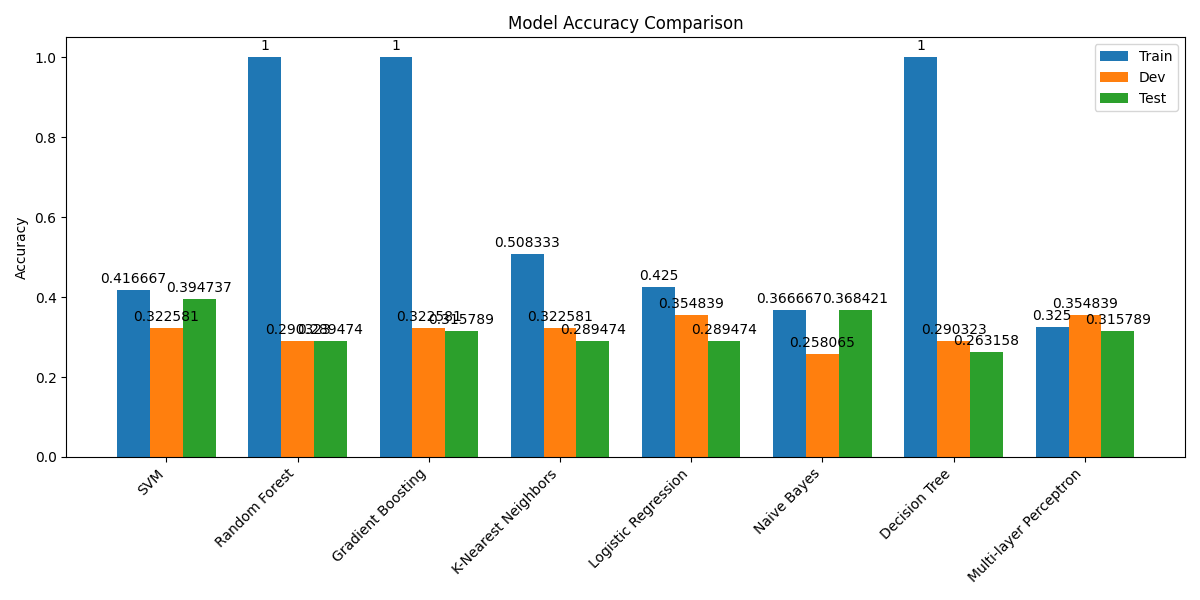 Model Accuracy Comparison
Accuracy
1.0
0.8
0.6
0.4
0.2
0.0
Train
Dev
Test
0.416667
0.322581
0.394737
1
0.290323
0.289474
1
0.322581
0.315789
0.508333
0.322581
0.289474
0.425
0.354839
0.289474
0.366667
0.258065
0.368421
1
0.290323
0.263158
0.325
0.354839
0.315789
SVM
Random Forest
Gradient Boosting
K-Nearest Neighbors
Logistic Regression
Naive Bayes
Decision Tree
Multi-layer Perceptron